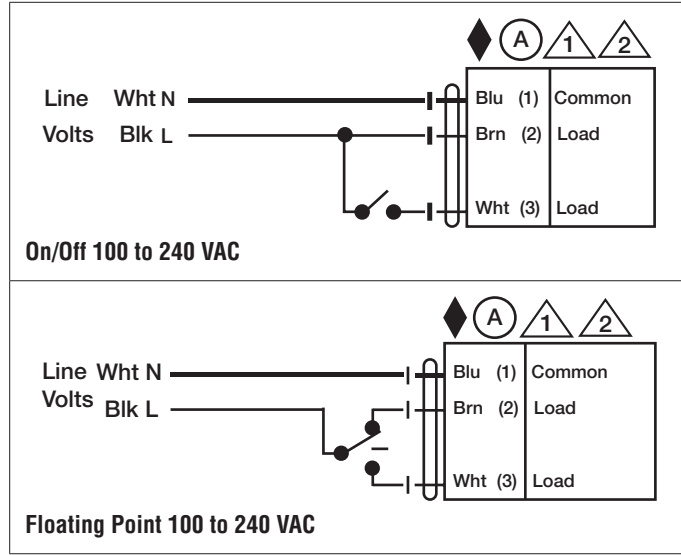 A 1 2
Line Wht N Blu (1) Common
Volts Blk L Brn (2) Load
Wht (3) Load
On/Off 100 to 240 VAC
A 1 2
Line Wht N Blu (1) Common
Volts Blk L Brn (2) Load
Wht (3) Load
Floating Point 100 to 240 VAC